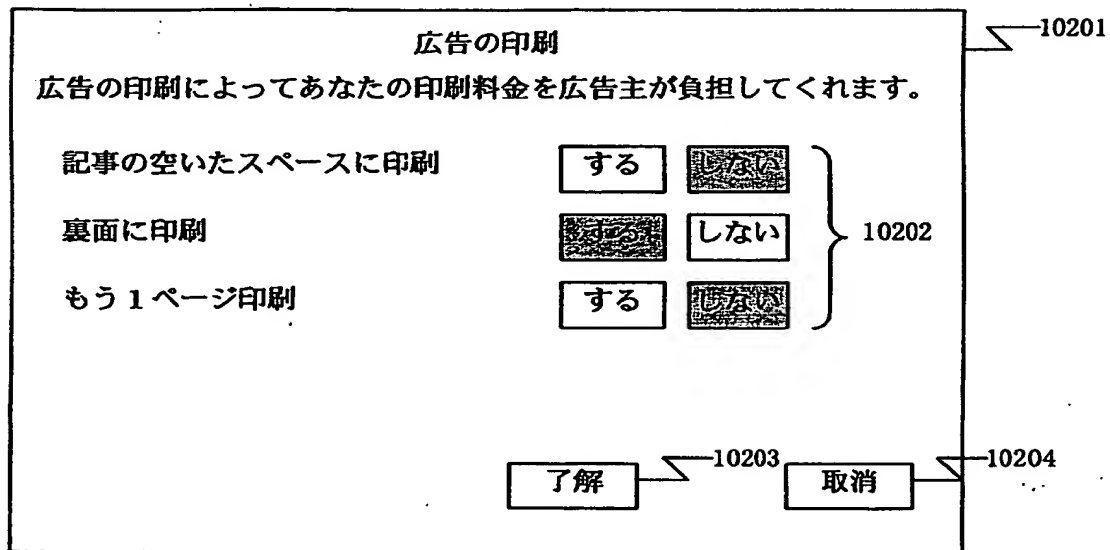 10201
広告の印刷
広告の印刷によってあなたの印刷料金を広告主が負担してくれます。
記事の空いたスペースに印刷 する しない
裏面に印刷 する しない 10202
もう1ページ印刷 する しない
10203 10204
了解 取消